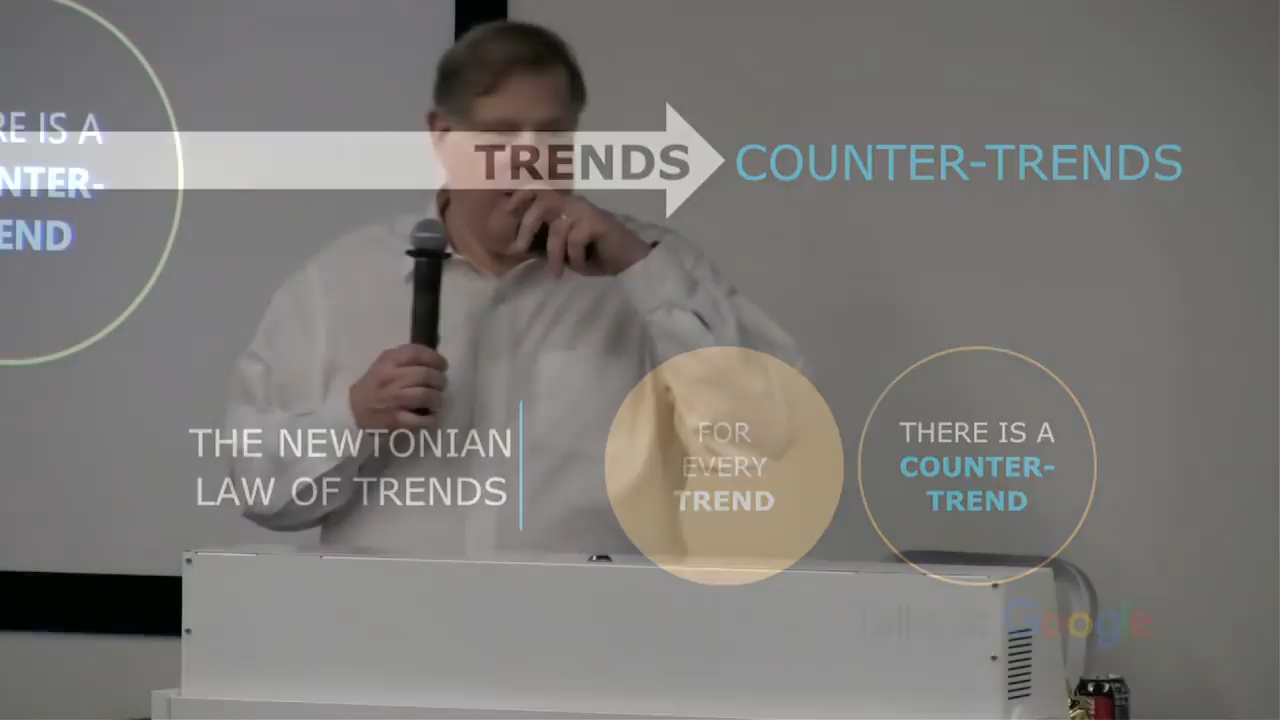 RE IS A
NTER-
END
TRENDS
COUNTER-TRENDS
THE NEWTONIAN
LAW OF TRENDS
FOR
EVERY
TREND
THERE IS A
COUNTER-
TREND
Google